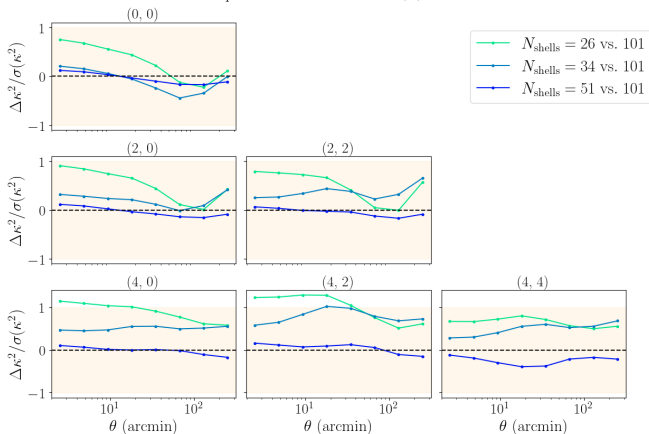 (0, 0)
1
0
−1
Δκ²/σ(κ²)
N_shells = 26 vs. 101
N_shells = 34 vs. 101
N_shells = 51 vs. 101
(2, 0)
(2, 2)
1
0
−1
Δκ²/σ(κ²)
(4, 0)
(4, 2)
(4, 4)
1
0
−1
Δκ²/σ(κ²)
10¹ 10² 10¹ 10² 10¹ 10²
θ (arcmin) θ (arcmin) θ (arcmin)